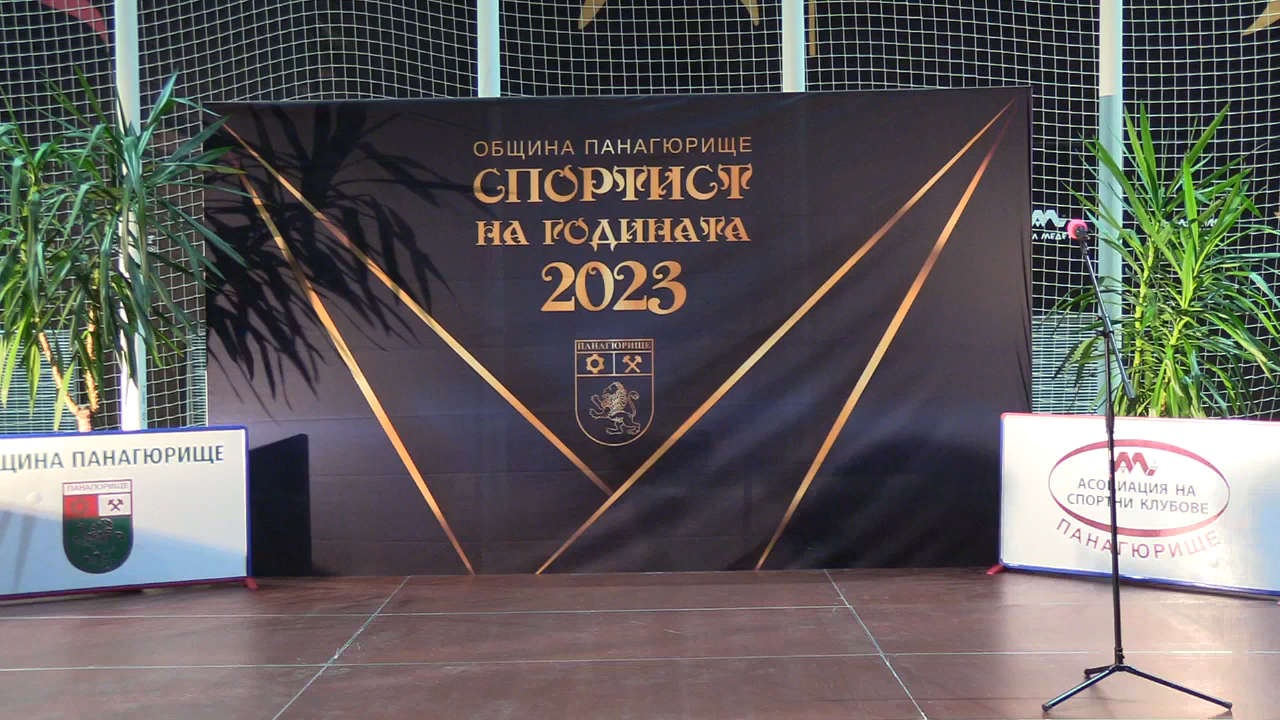 ОБЩИНА ПАНАГЮРИЩЕ
СПОРТИСТ
НА ГОДИНАТА
2023
ПАНАГЮРИЩЕ
ЩИНА ПАНАГЮРИЩЕ
ПАНАГЮРИЩЕ
АСОЦИАЦИЯ НА
СПОРТНИ КЛУБОВЕ
ПАНАГЮРИЩЕ